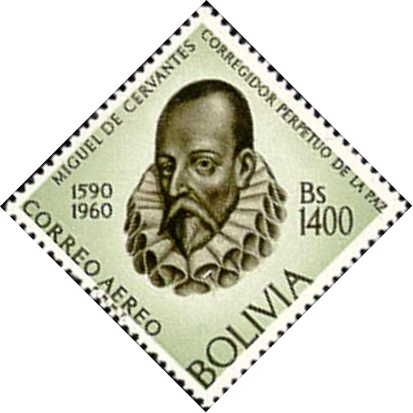 MIGUEL DE CERVANTES
CORREGIDOR PERPETUO DE LA PAZ
1590
1960
Bs
1400
CORREO AEREO
BOLIVIA